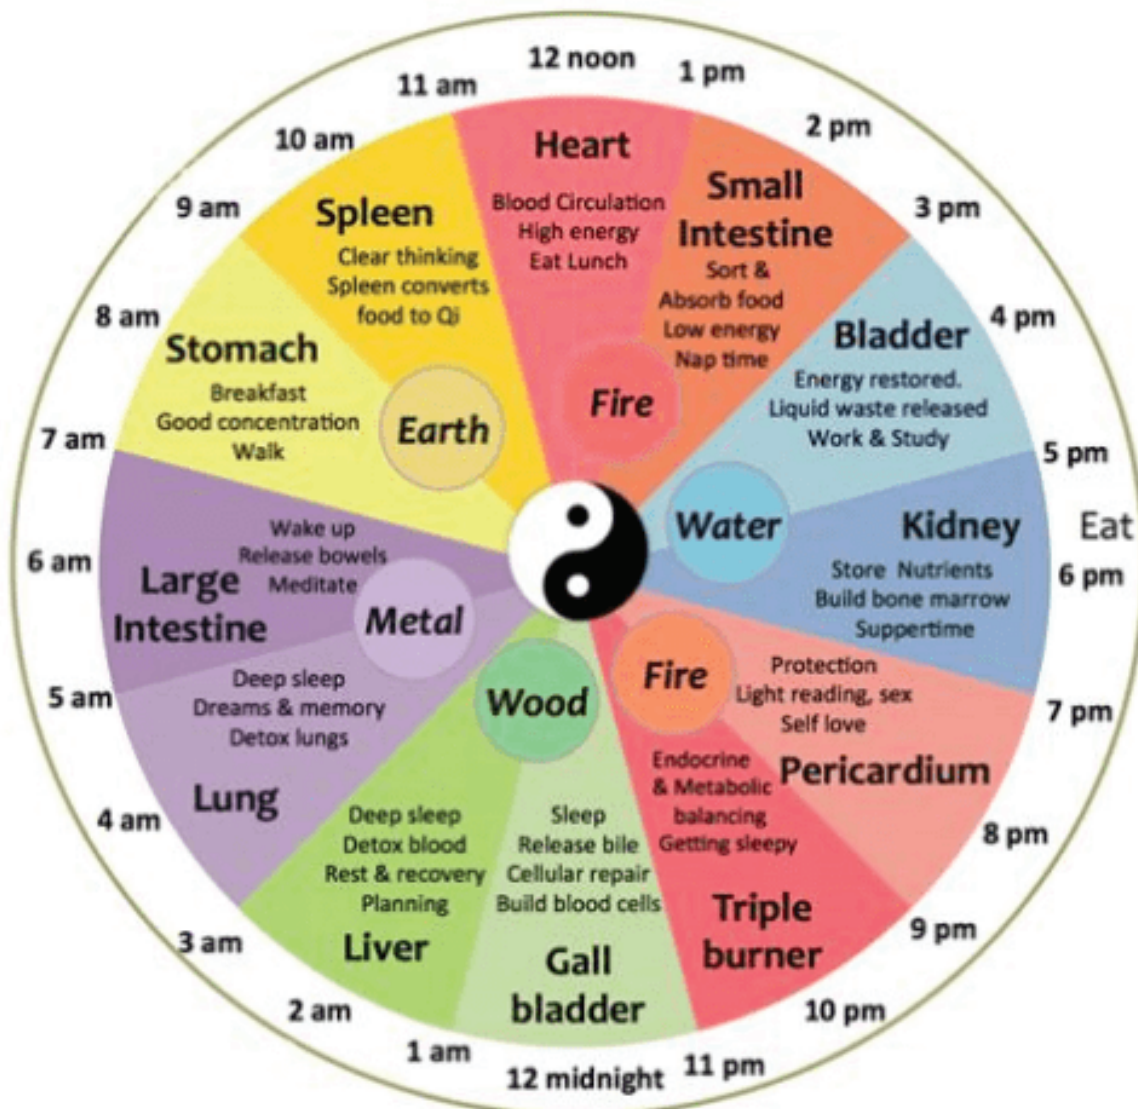 12 noon
1 pm
2 pm
3 pm
4 pm
5 pm
6 pm
7 pm
8 pm
9 pm
10 pm
11 pm
12 midnight
1 am
2 am
3 am
4 am
5 am
6 am
7 am
8 am
9 am
10 am
11 am
Heart
Blood Circulation
High energy
Eat Lunch
Small
Intestine
Sort &
Absorb food
Low energy
Nap time
Fire
Bladder
Energy restored.
Liquid waste released
Work & Study
Water
Kidney
Store Nutrients
Build bone marrow
Suppertime
Eat
Protection
Light reading, sex
Self love
Pericardium
Fire
Endocrine
& Metabolic
balancing
Getting sleepy
Triple
burner
Sleep
Release bile
Cellular repair
Build blood cells
Gall
bladder
Wood
Deep sleep
Detox blood
Rest & recovery
Planning
Liver
Deep sleep
Dreams & memory
Detox lungs
Lung
Metal
Wake up
Release bowels
Meditate
Large
Intestine
Stomach
Breakfast
Good concentration
Walk
Earth
Spleen
Clear thinking
Spleen converts
food to Qi